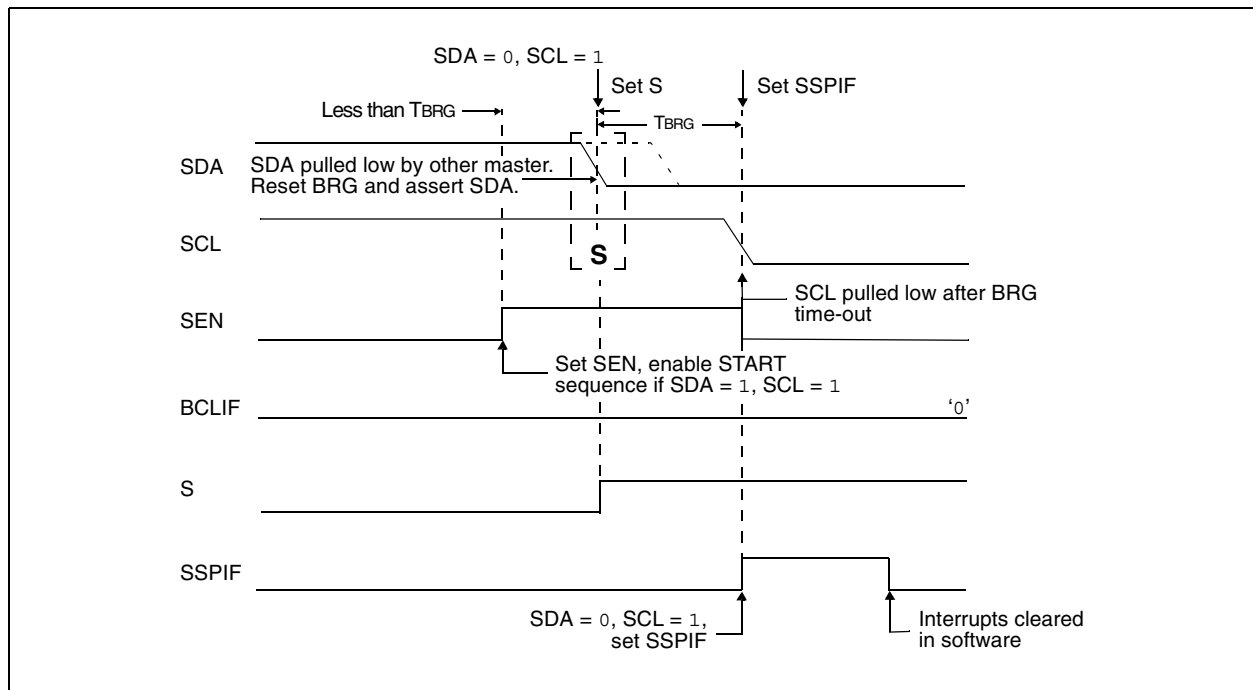 SDA = 0, SCL = 1
Set S
Set SSPIF
Less than TBRG
TBRG
SDA
SDA pulled low by other master.
Reset BRG and assert SDA.
SCL
S
SCL pulled low after BRG
time-out
SEN
Set SEN, enable START
sequence if SDA = 1, SCL = 1
BCLIF
‘0’
S
SSPIF
SDA = 0, SCL = 1,
set SSPIF
Interrupts cleared
in software